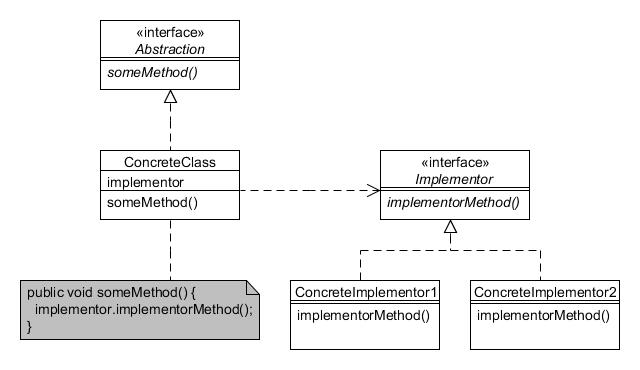 «interface»
Abstraction
someMethod()
ConcreteClass
implementor
someMethod()
«interface»
Implementor
implementorMethod()
public void someMethod() {
implementor.implementorMethod();
}
ConcreteImplementor1
implementorMethod()
ConcreteImplementor2
implementorMethod()